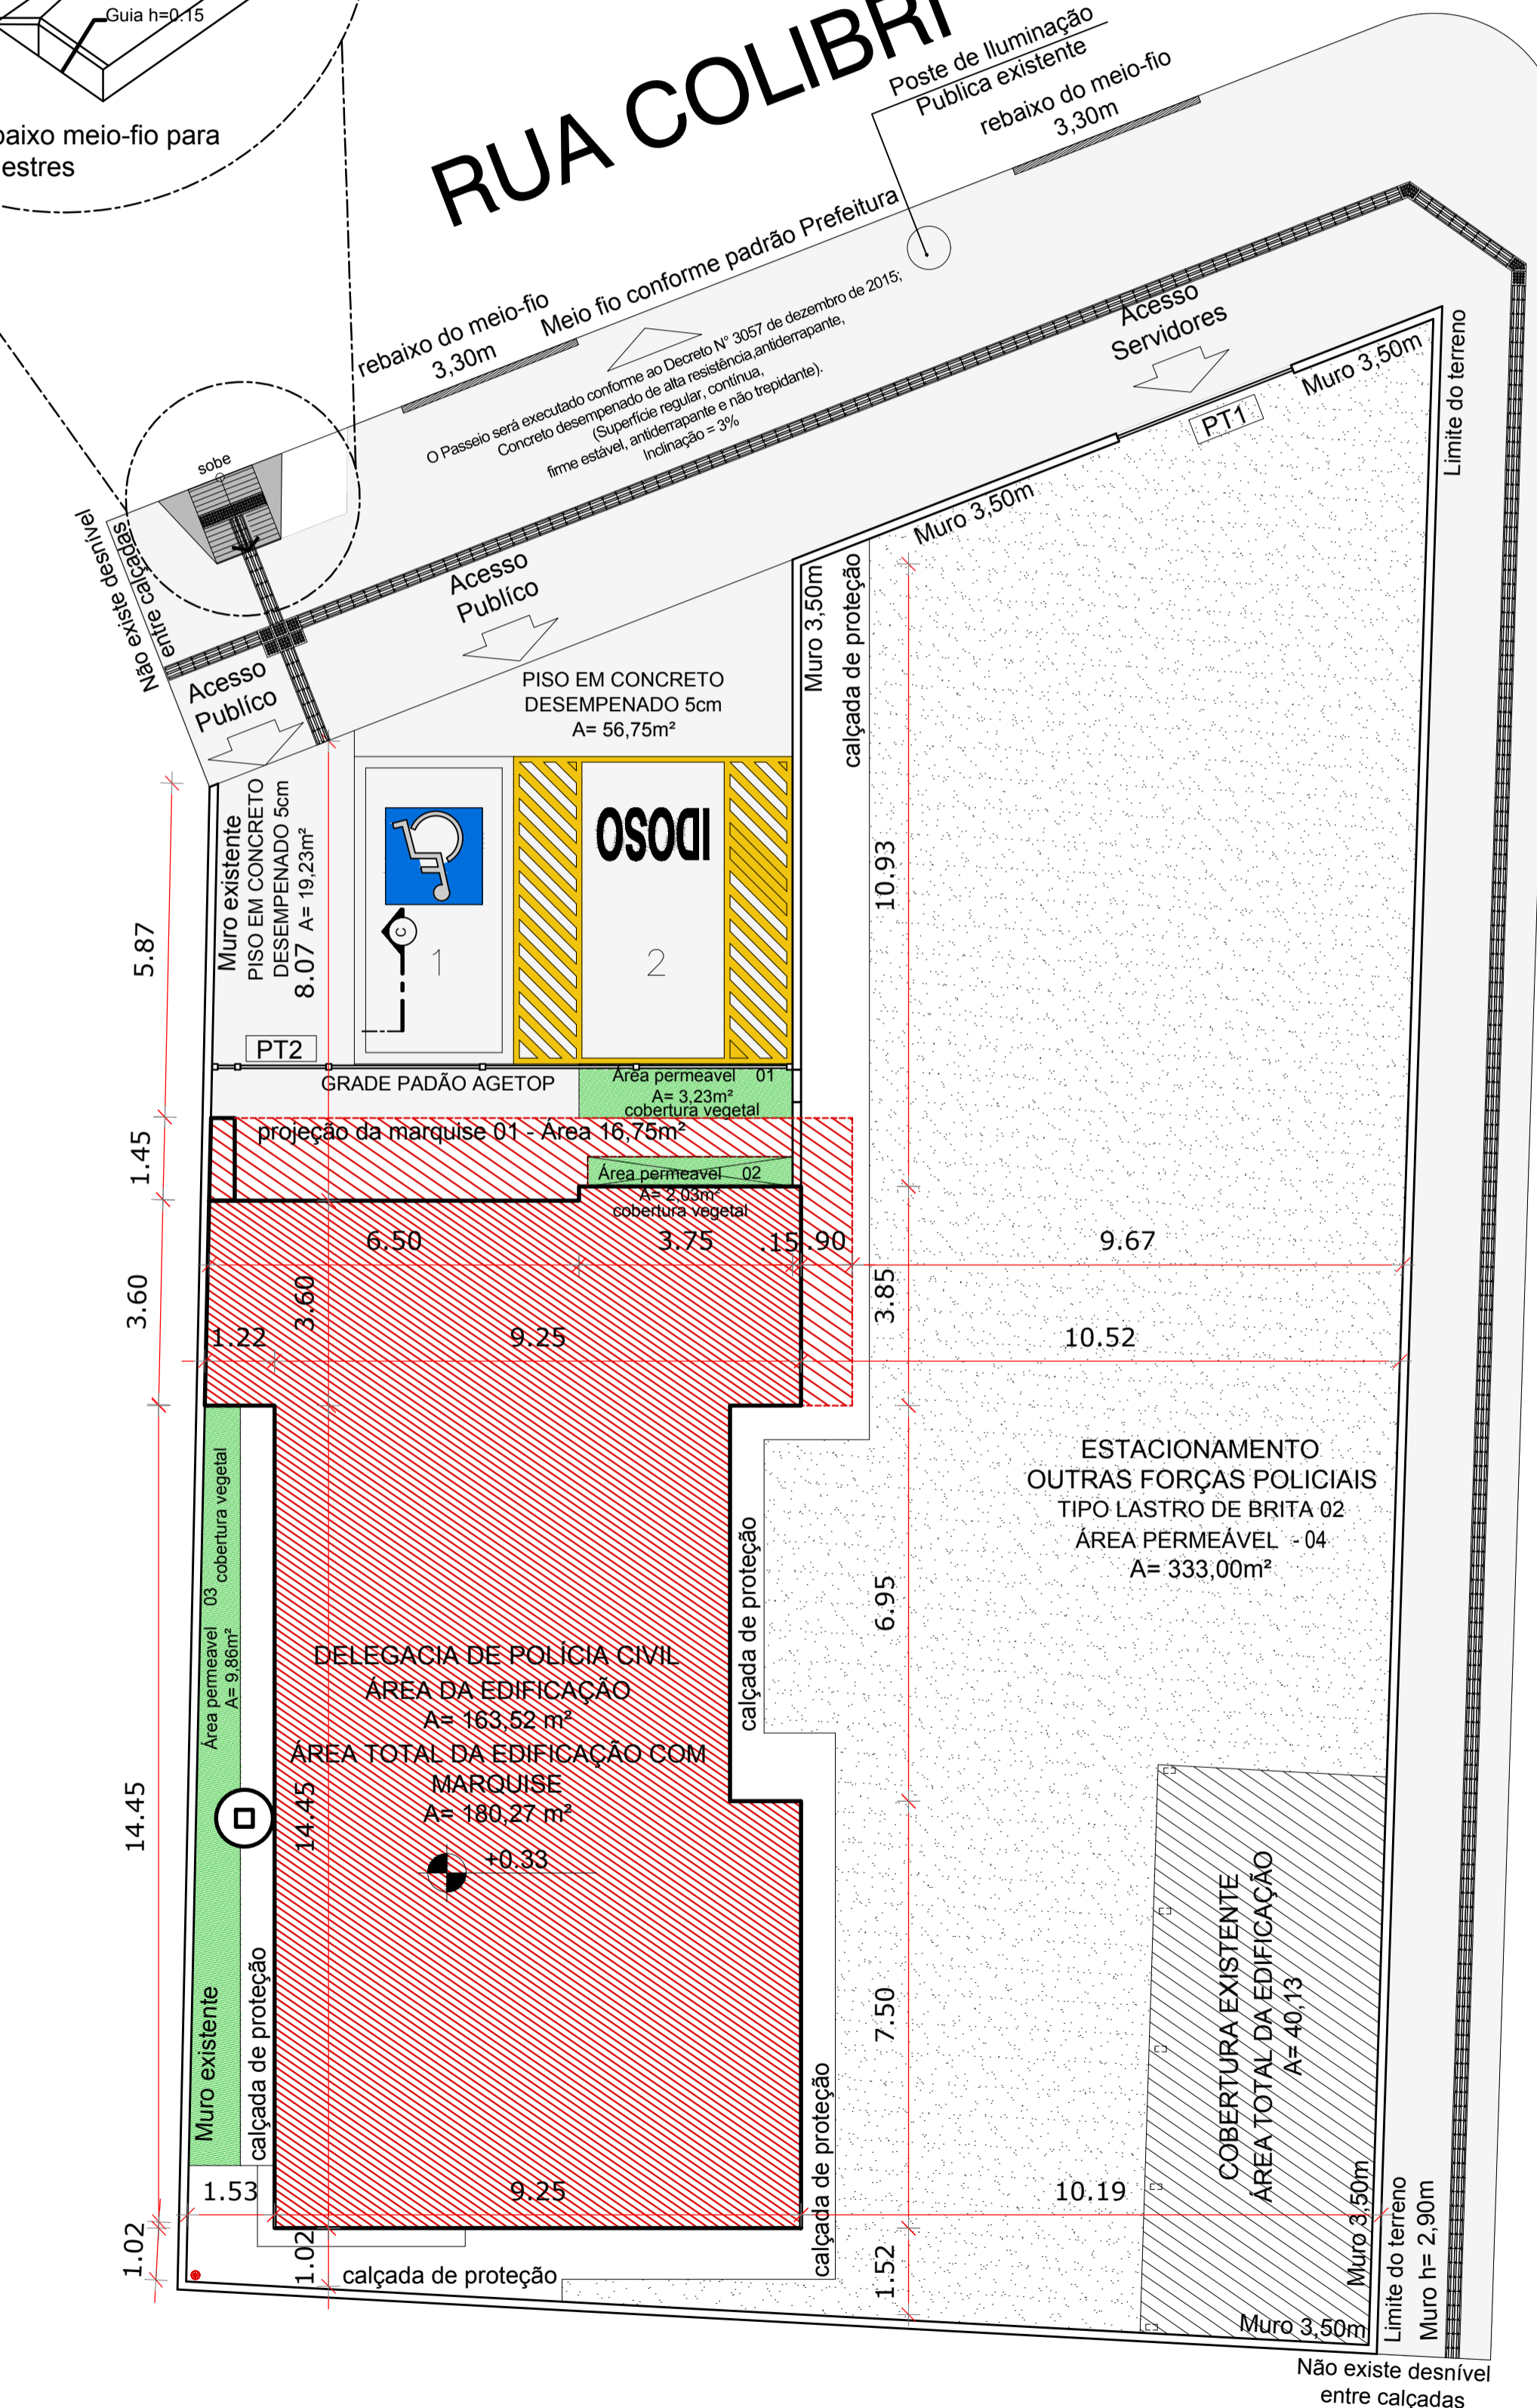 Guia h=0.15
baixo meio-fio para
estres
RUA COLIBRI
Poste de Iluminação
Publica existente
rebaixo do meio-fio
3,30m
rebaixo do meio-fio
3,30m
Meio fio conforme padrão Prefeitura
O Passeio será executado conforme ao Decreto N° 3057 de dezembro de 2015;
Concreto desempenado de alta resistência,antiderrapante,
(Superfície regular, contínua,
firme estável, antiderrapante e não trepidante).
Inclinação = 3%
Acesso
Servidores
Muro 3,50m
PT1
Limite do terreno
Muro 3,50m
sobe
Não existe desnível
entre calçadas
Acesso
Publíco
Acesso
Publíco
Muro 3,50m
calçada de proteção
PISO EM CONCRETO
DESEMPENADO 5cm
A= 56,75m²
Muro existente
PISO EM CONCRETO
DESEMPENADO 5cm
A= 19,23m²
8.07
5.87
10.93
IDOSO
C
1
2
PT2
GRADE PADÃO AGETOP
Área permeavel 01
A= 3,23m²
cobertura vegetal
projeção da marquise 01 - Área 16,75m²
Área permeavel 02
A= 2,03m²
cobertura vegetal
1.45
6.50
3.75
.15
.90
9.67
3.60
3.60
3.85
1.22
9.25
10.52
ESTACIONAMENTO
OUTRAS FORÇAS POLICIAIS
TIPO LASTRO DE BRITA 02
ÁREA PERMEÁVEL - 04
A= 333,00m²
Área permeavel 03 cobertura vegetal
A= 9,86m²
calçada de proteção
6.95
DELEGACIA DE POLÍCIA CIVIL
ÁREA DA EDIFICAÇÃO
A= 163,52 m²
ÁREA TOTAL DA EDIFICAÇÃO COM
MARQUISE
A= 180,27 m²
+0.33
14.45
14.45
Muro existente
calçada de proteção
7.50
COBERTURA EXISTENTE
ÁREA TOTAL DA EDIFICAÇÃO
A= 40,13
calçada de proteção
1.53
9.25
10.19
1.02
1.02
calçada de proteção
1.52
Muro 3,50m
Muro 3,50m
Limite do terreno
Muro h= 2,90m
Não existe desnível
entre calçadas